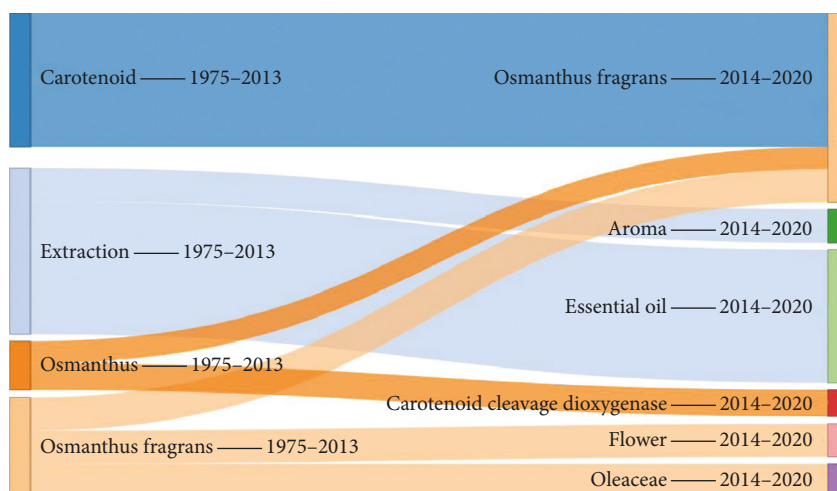 Carotenoid —— 1975–2013
Osmanthus fragrans —— 2014–2020
Aroma —— 2014–2020
Extraction —— 1975–2013
Essential oil —— 2014–2020
Osmanthus —— 1975–2013
Carotenoid cleavage dioxygenase —— 2014–2020
Flower —— 2014–2020
Osmanthus fragrans —— 1975–2013
Oleaceae —— 2014–2020